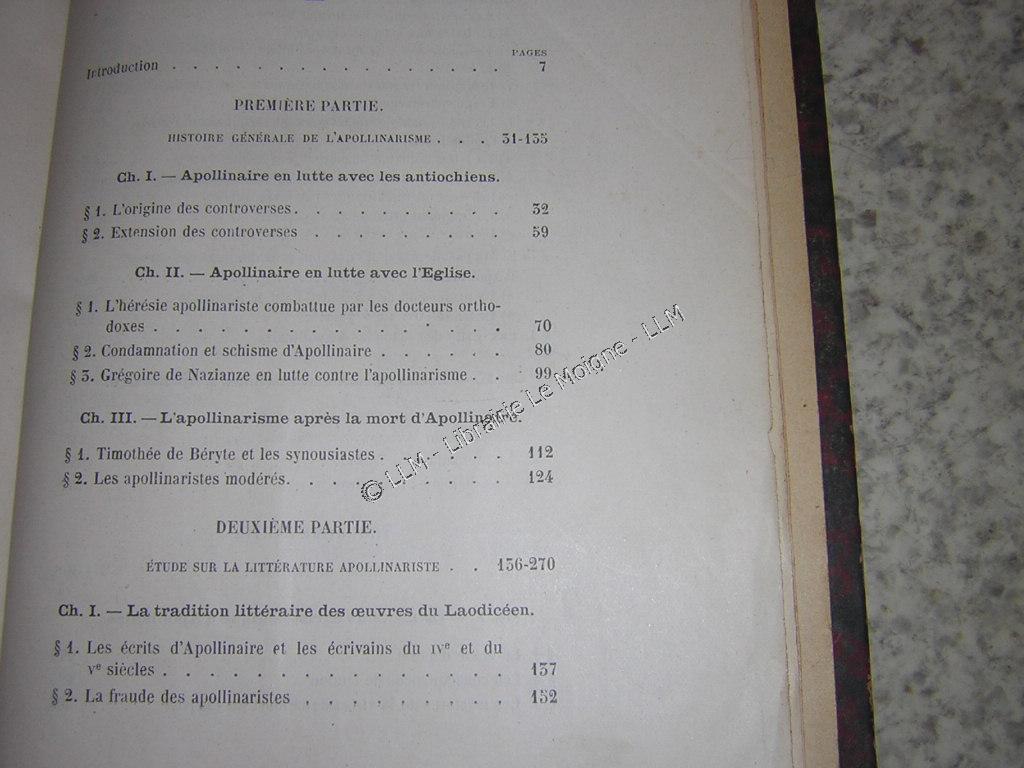 PAGES
Introduction . . . . . . . . . . . . . . . . 7
PREMIÈRE PARTIE.
HISTOIRE GÉNÉRALE DE L'APOLLINARISME . . . 31-135
Ch. I. — Apollinaire en lutte avec les antiochiens.
§ 1. L'origine des controverses. . . . . . . . . . 32
§ 2. Extension des controverses . . . . . . . . . 59
Ch. II. — Apollinaire en lutte avec l'Eglise.
§ 1. L'hérésie apollinariste combattue par les docteurs ortho-
doxes . . . . . . . . . . . . . . . 70
§ 2. Condamnation et schisme d'Apollinaire . . . . . . 80
§ 3. Grégoire de Nazianze en lutte contre l'apollinarisme . . 99
Ch. III. — L'apollinarisme après la mort d'Apollinaire.
§ 1. Timothée de Béryte et les synousiastes . . . . . . 112
§ 2. Les apollinaristes modérés. . . . . . . . . . 124
© LLM - Librairie Le Moigne - LLM
DEUXIÈME PARTIE.
ÉTUDE SUR LA LITTÉRATURE APOLLINARISTE . . 136-270
Ch. I. — La tradition littéraire des œuvres du Laodicéen.
§ 1. Les écrits d'Apollinaire et les écrivains du IVe et du
Ve siècles . . . . . . . . . . . . . . . 137
§ 2. La fraude des apollinaristes . . . . . . . . . 152